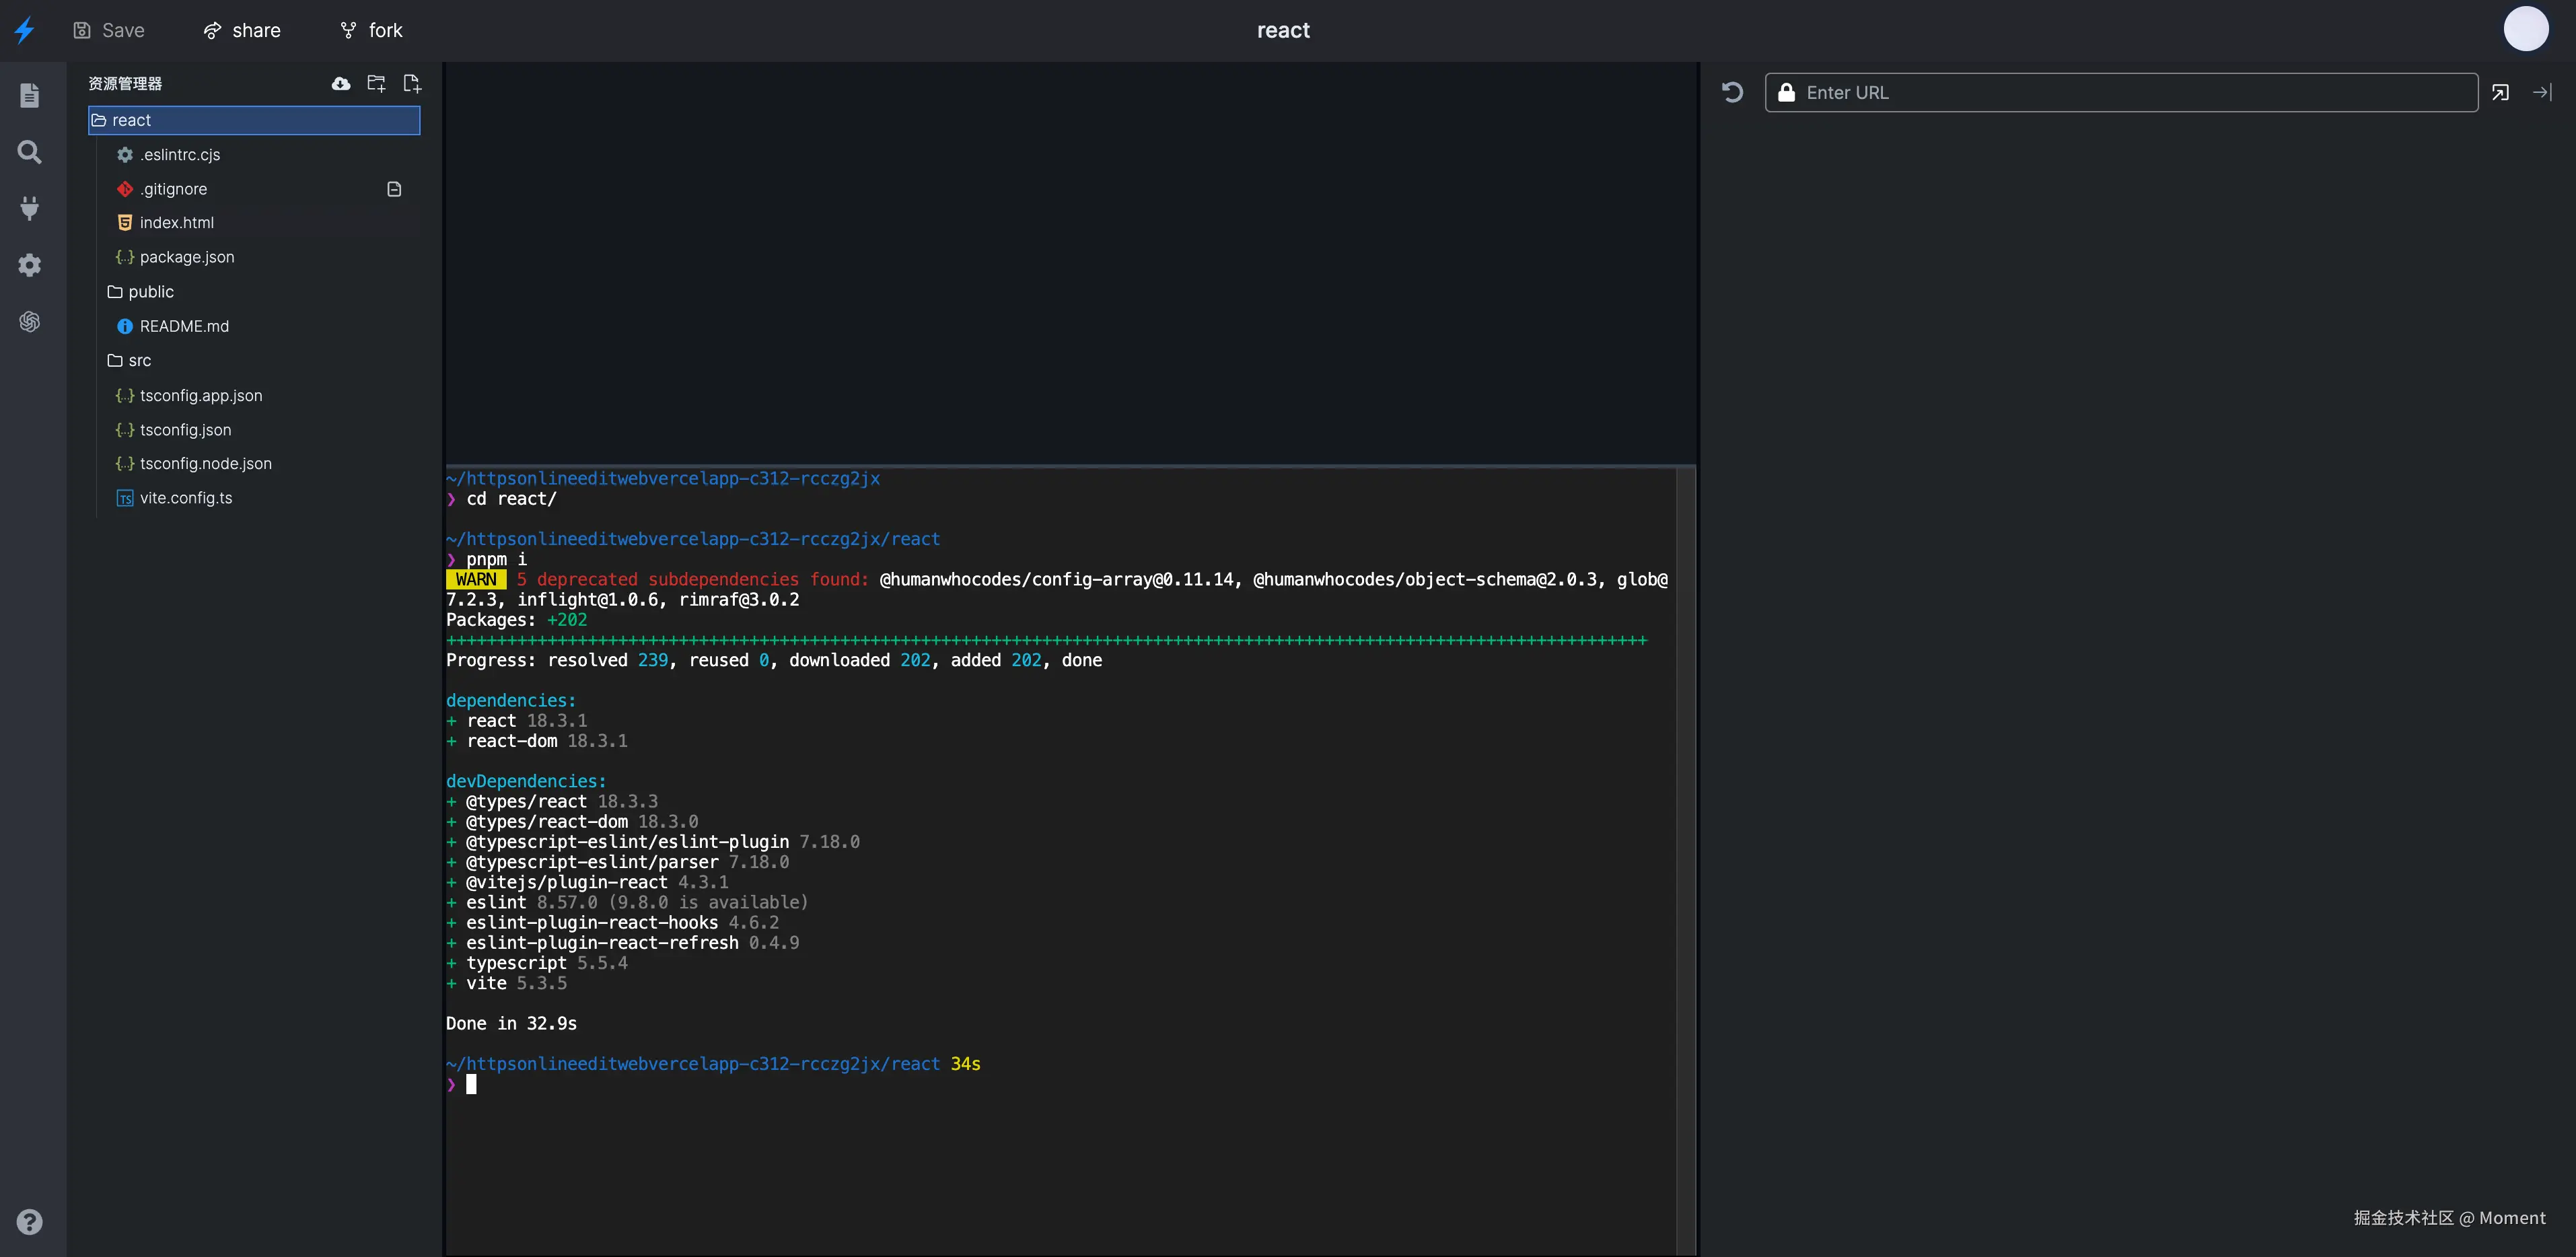 Save
share
fork
react
资源管理器
react
.eslintrc.cjs
.gitignore
index.html
package.json
public
README.md
src
tsconfig.app.json
tsconfig.json
tsconfig.node.json
TS vite.config.ts
~/httpsonlineeditwebvercelapp-c312-rcczg2jx
❯ cd react/
~/httpsonlineeditwebvercelapp-c312-rcczg2jx/react
❯ pnpm i
WARN 5 deprecated subdependencies found: @humanwhocodes/config-array@0.11.14, @humanwhocodes/object-schema@2.0.3, glob@
7.2.3, inflight@1.0.6, rimraf@3.0.2
Packages: +202
+++++++++++++++++++++++++++++++++++++++++++++++++++++++++++++++++++++++++++++++++++++++++++++++++++++++++++++++++++++++
Progress: resolved 239, reused 0, downloaded 202, added 202, done
dependencies:
+ react 18.3.1
+ react-dom 18.3.1
devDependencies:
+ @types/react 18.3.3
+ @types/react-dom 18.3.0
+ @typescript-eslint/eslint-plugin 7.18.0
+ @typescript-eslint/parser 7.18.0
+ @vitejs/plugin-react 4.3.1
+ eslint 8.57.0 (9.8.0 is available)
+ eslint-plugin-react-hooks 4.6.2
+ eslint-plugin-react-refresh 0.4.9
+ typescript 5.5.4
+ vite 5.3.5
Done in 32.9s
~/httpsonlineeditwebvercelapp-c312-rcczg2jx/react 34s
❯
Enter URL
掘金技术社区 @ Moment